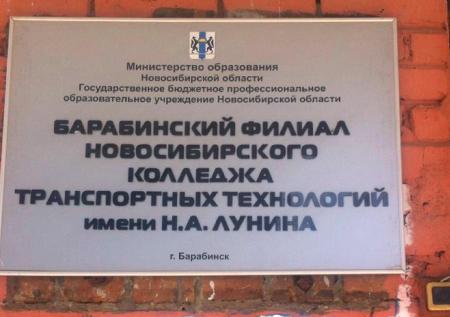 Министерство образования
Новосибирской области
Государственное бюджетное профессиональное
образовательное учреждение Новосибирской области
БАРАБИНСКИЙ ФИЛИАЛ
НОВОСИБИРСКОГО
КОЛЛЕДЖА
ТРАНСПОРТНЫХ ТЕХНОЛОГИЙ
имени Н.А. ЛУНИНА
г. Барабинск